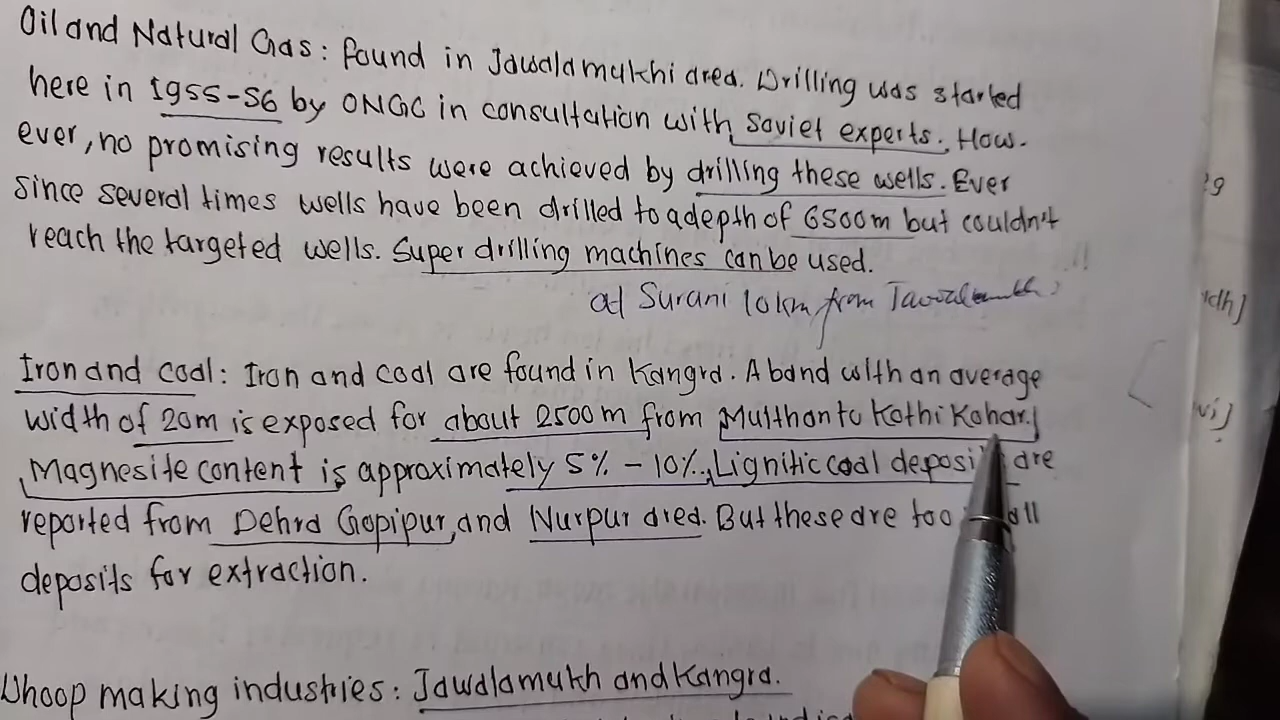 Oil and Natural Gas: found in Jawalamukhi area. Drilling was started
here in 1955-56 by ONGC in consultation with Soviet experts. How-
ever, no promising results were achieved by drilling these wells. Ever
since several times wells have been drilled to a depth of 6500m but couldn't
reach the targeted wells. Super drilling machines can be used.
at Surani 10 km from
Iron and coal: Iron and coal are found in Kangra. A band with an average
width of 20m is exposed for about 2500m from Multhan to Kothi Kohar.
Magnesite content is approximately 5% - 10%. Lignitic coal are
reported from Dehra Gopipur, and Nurpur area. But these are too
deposits for extraction.
Dhoop making industries: Jawalamukh and Kangra.